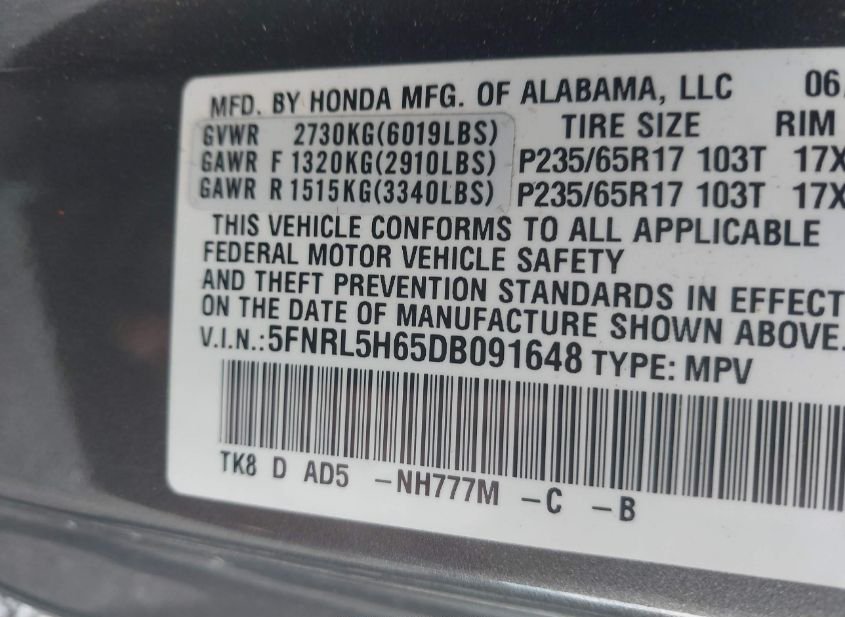 MFD. BY HONDA MFG. OF ALABAMA, LLC 06
GVWR 2730KG(6019LBS) TIRE SIZE RIM
GAWR F 1320KG(2910LBS) P235/65R17 103T 17X
GAWR R 1515KG(3340LBS) P235/65R17 103T 17X
THIS VEHICLE CONFORMS TO ALL APPLICABLE
FEDERAL MOTOR VEHICLE SAFETY
AND THEFT PREVENTION STANDARDS IN EFFECT
ON THE DATE OF MANUFACTURE SHOWN ABOVE.
V.I.N.:5FNRL5H65DB091648 TYPE: MPV
TK8 D AD5 -NH777M -C -B